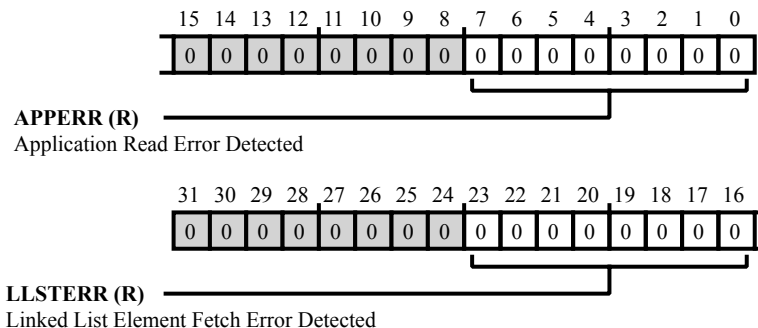 15 14 13 12 11 10 9 8 7 6 5 4 3 2 1 0
0 0 0 0 0 0 0 0 0 0 0 0 0 0 0 0
APPERR (R)
Application Read Error Detected
31 30 29 28 27 26 25 24 23 22 21 20 19 18 17 16
0 0 0 0 0 0 0 0 0 0 0 0 0 0 0 0
LLSTERR (R)
Linked List Element Fetch Error Detected